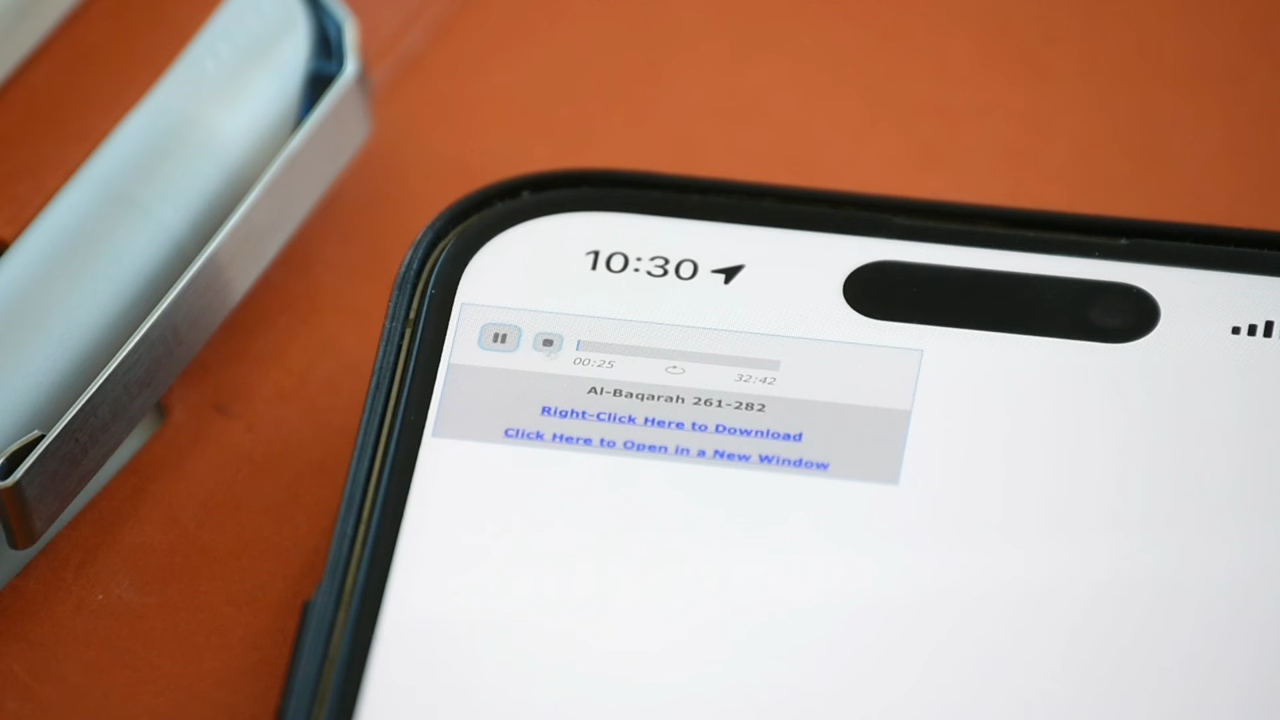 10:30
00:25 32:42
Al-Baqarah 261-282
Right-Click Here to Download
Click Here to Open in a New Window